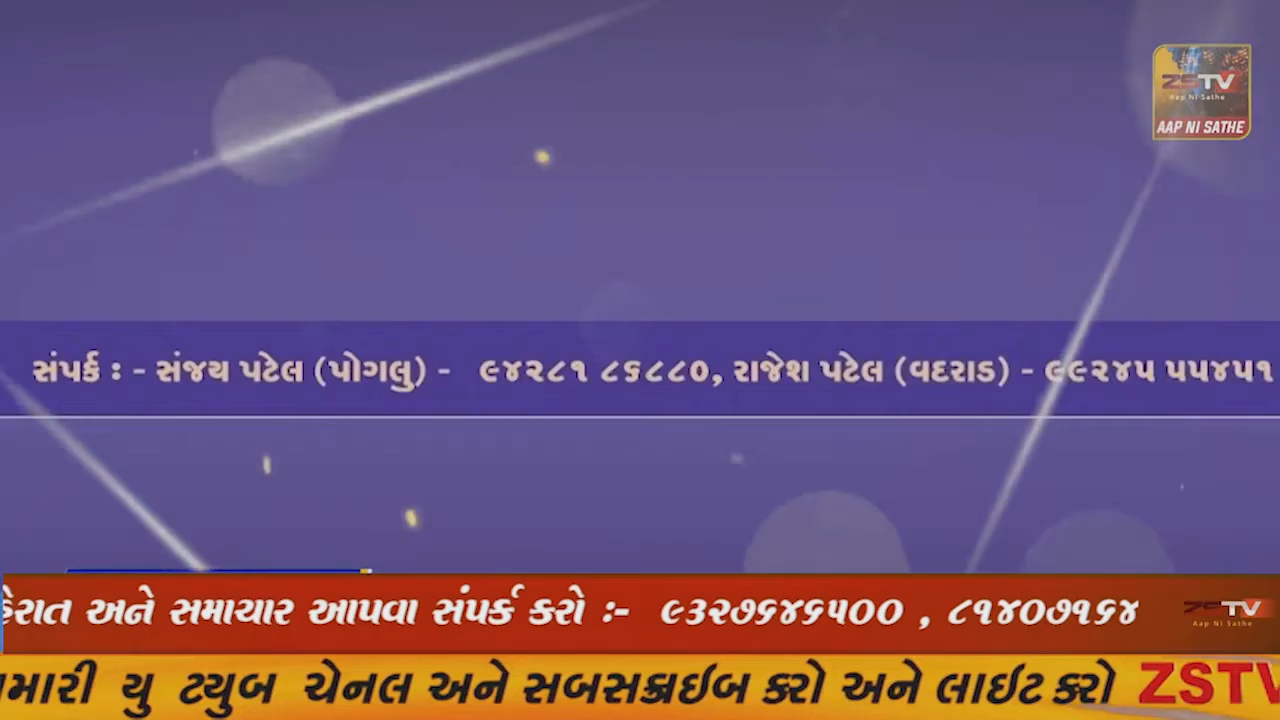 ZSTV
Aap Ni Sathe
AAP NI SATHE
સંપર્ક : - સંજય પટેલ (પોગલુ) - ૯૪૨૮૧ ૮૬૮૮૦, રાજેશ પટેલ (વદરાડ) - ૯૯૨૪૫ ૫૫૪૫૧
અને સમાચાર આપવા સંપર્ક કરો :- ૯૩૨૭૬૪૬૫૦૦ , ૮૧૪૦૭૧૬૪
ZSTV
Aap Ni Sathe
યુ ટ્યુબ ચેનલ અને સબસક્રાઇબ કરો અને લાઈટ કરો ZSTV